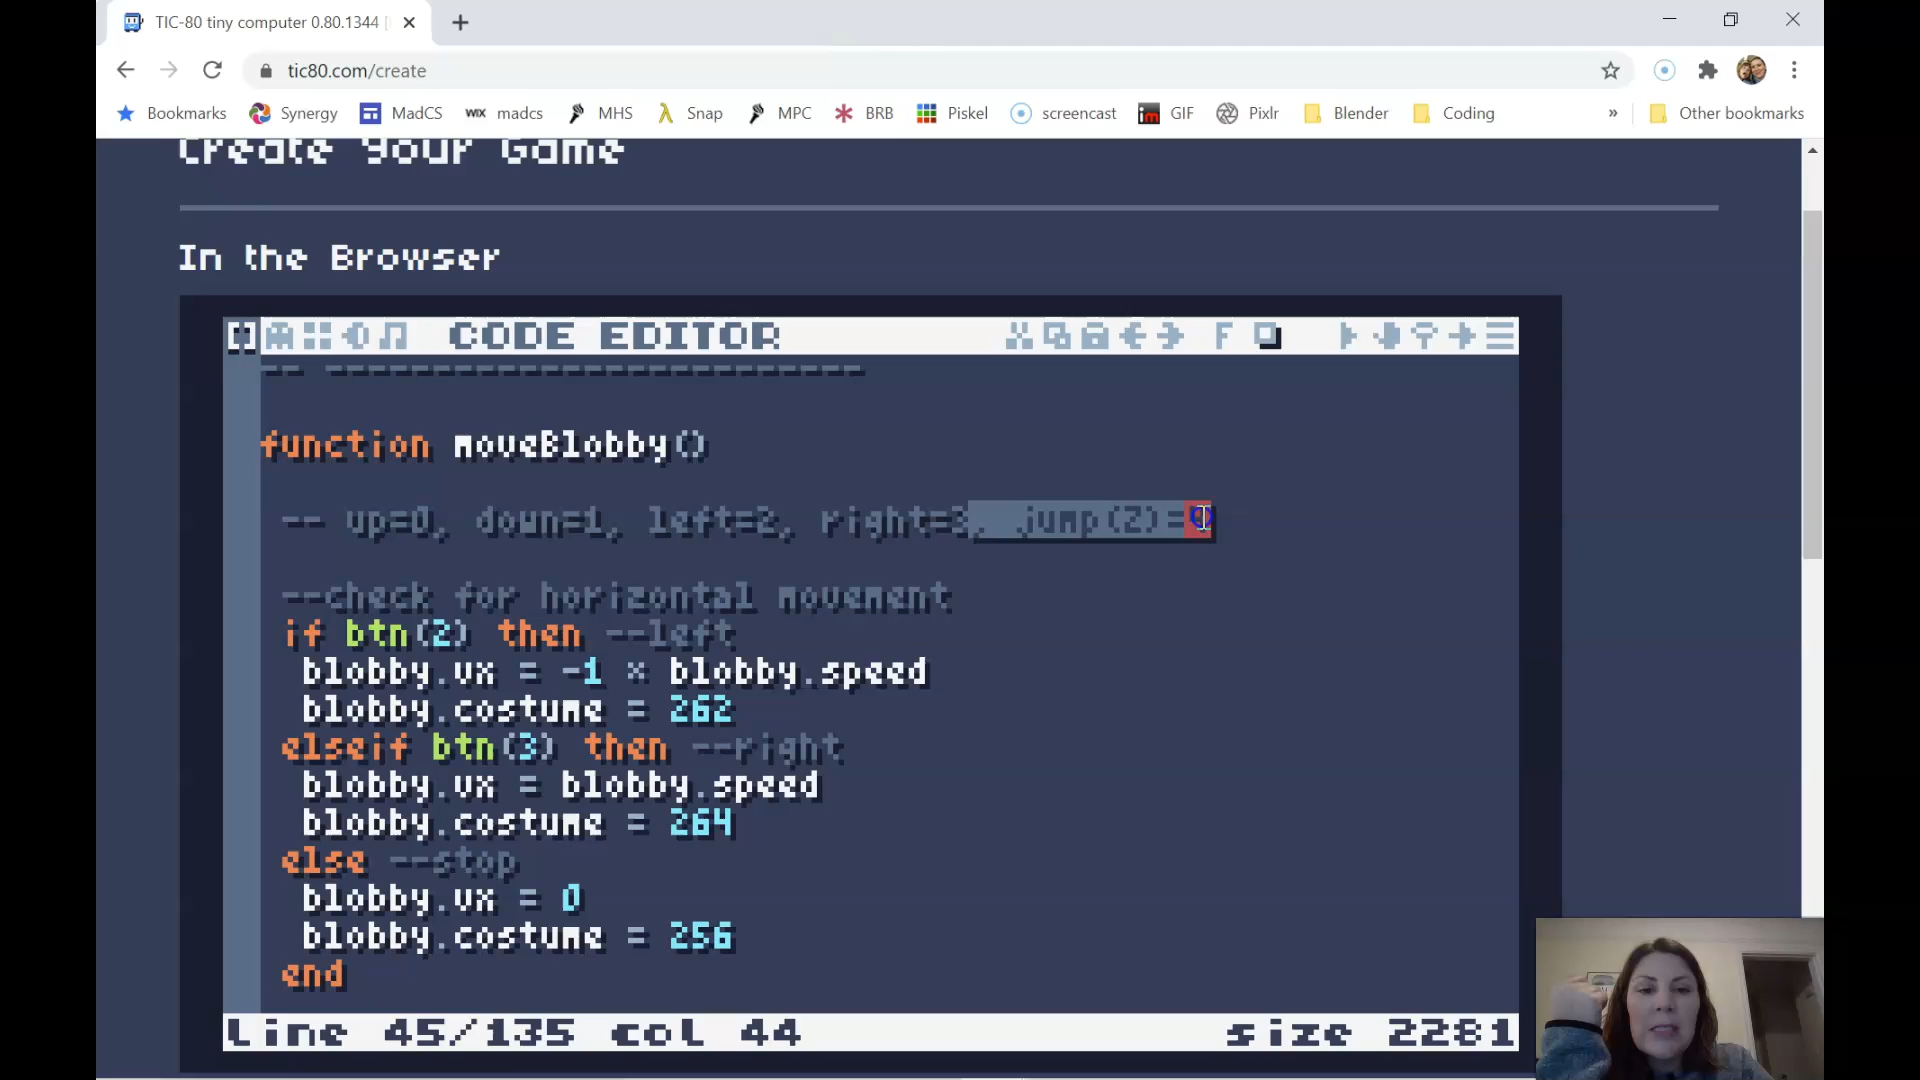 TIC-80 tiny computer 0.80.1344
tic80.com/create
Bookmarks Synergy MadCS WIX madcs MHS Snap MPC BRB Piskel screencast im GIF Pixlr Blender Coding » Other bookmarks
Create your Game
In the Browser
CODE EDITOR F
-- -------------------------
function moveBlobby()
-- up=0, down=1, left=2, right=3, jump(Z)=
--check for horizontal movement
if btn(2) then --left
blobby.vx = -1 * blobby.speed
blobby.costume = 262
elseif btn(3) then --right
blobby.vx = blobby.speed
blobby.costume = 264
else --stop
blobby.vx = 0
blobby.costume = 256
end
line 45/135 col 44 size 2281